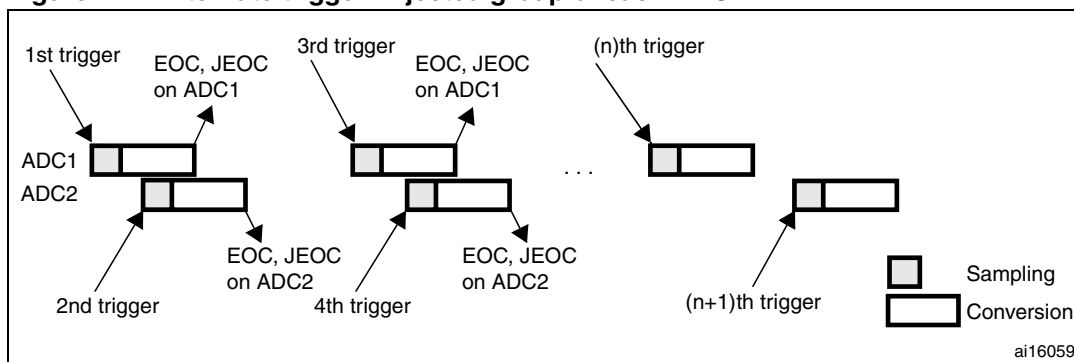 1st trigger
EOC, JEOC
on ADC1
3rd trigger
EOC, JEOC
on ADC1
(n)th trigger
ADC1
ADC2
. . .
EOC, JEOC
on ADC2
2nd trigger
EOC, JEOC
on ADC2
4th trigger
(n+1)th trigger
Sampling
Conversion
ai16059